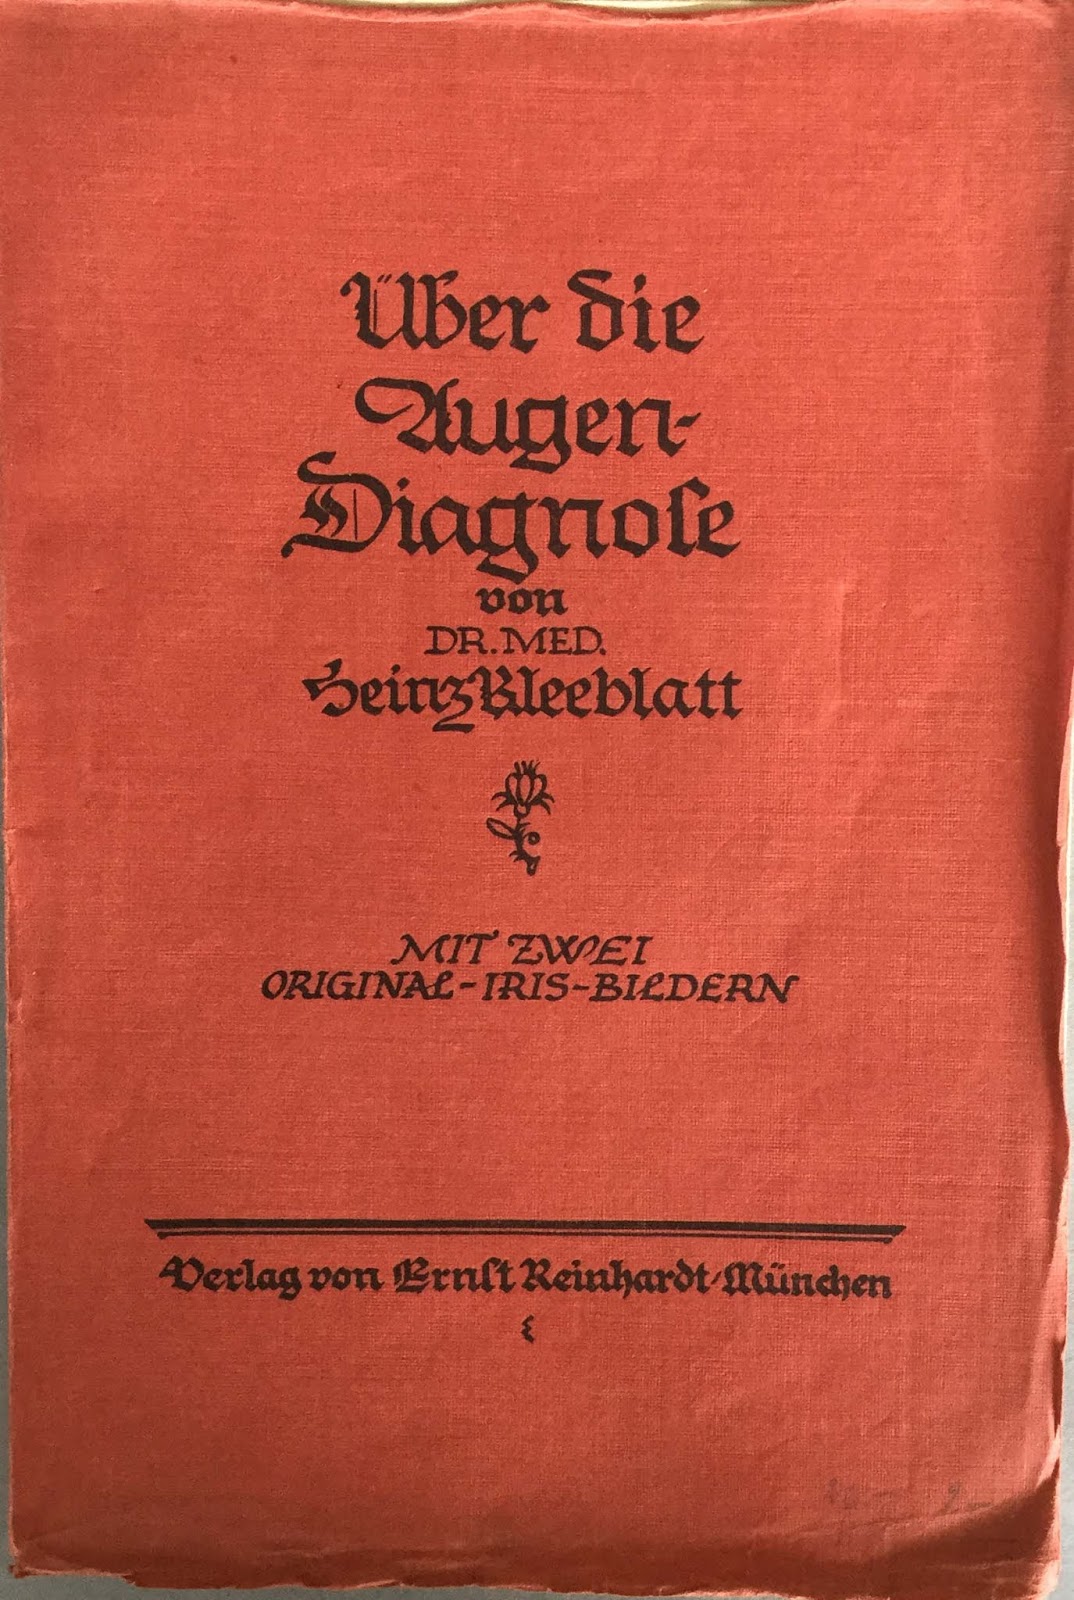 Über die
Augen-
Diagnose
von
DR. MED.
Heinz Kleeblatt
MIT ZWEI
ORIGINAL-IRIS-BILDERN
Verlag von Ernst Reinhardt München